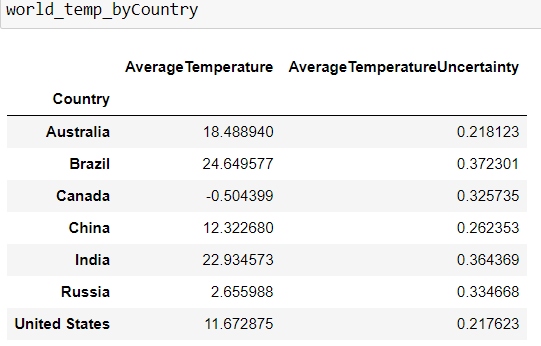 world_temp_byCountry
AverageTemperature AverageTemperatureUncertainty
Country
Australia 18.488940 0.218123
Brazil 24.649577 0.372301
Canada -0.504399 0.325735
China 12.322680 0.262353
India 22.934573 0.364369
Russia 2.655988 0.334668
United States 11.672875 0.217623